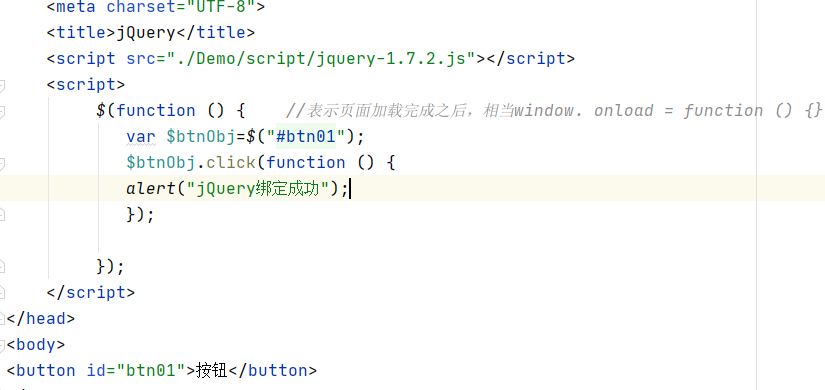 <meta charset="UTF-8">
<title>jQuery</title>
<script src="./Demo/script/jquery-1.7.2.js"></script>
<script>
$(function () {    //表示页面加载完成之后，相当window. onload = function () {}
var $btnObj=$("#btn01");
$btnObj.click(function () {
alert("jQuery绑定成功");
});
});
</script>
</head>
<body>
<button id="btn01">按钮</button>